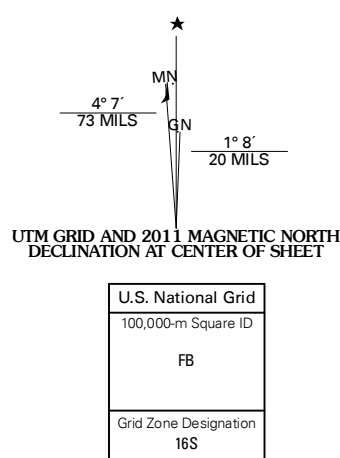 MN
4° 7´
73 MILS
GN
1° 8´
20 MILS
UTM GRID AND 2011 MAGNETIC NORTH
DECLINATION AT CENTER OF SHEET
U.S. National Grid
100,000-m Square ID
FB
Grid Zone Designation
16S